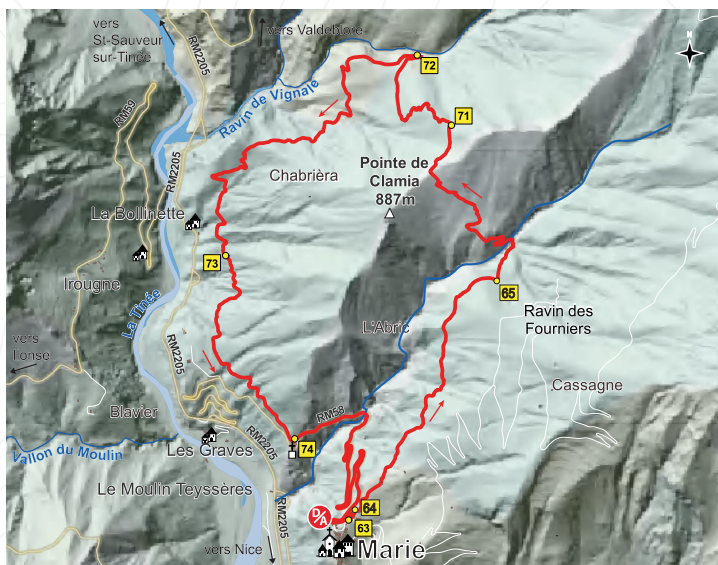 vers
St-Sauveur
sur-Tinée
RM2205
vers Valdeblore
N
72
RM59
Ravin de Vignale
71
RM2205
Chabrièra
Pointe de
Clamia
887m
La Bollinette
73
65
Irougne
La Tinée
Ravin des
Fourniers
L'Abric
vers
Ilonse
RM2205
Cassagne
Blavier
RM58
RM2205
74
Les Graves
Vallon du Moulin
Le Moulin Teyssères
64
D/A
63
RM2205
vers Nice
Marie